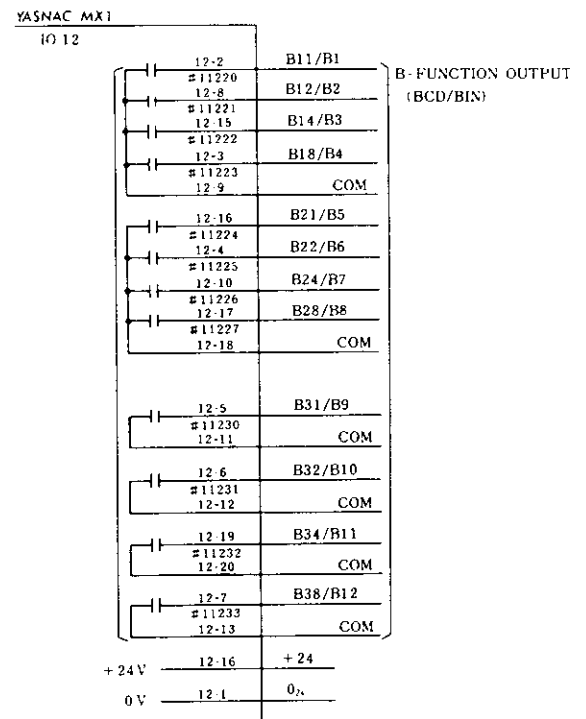 YASNAC MX1
IO 12
12-2 B11/B1
#11220
12-8 B12/B2
#11221
12-15 B14/B3
#11222
12-3 B18/B4
#11223
12-9 COM
B-FUNCTION OUTPUT
(BCD/BIN)
12-16 B21/B5
#11224
12-4 B22/B6
#11225
12-10 B24/B7
#11226
12-17 B28/B8
#11227
12-18 COM
12-5 B31/B9
#11230
12-11 COM
12-6 B32/B10
#11231
12-12 COM
12-19 B34/B11
#11232
12-20 COM
12-7 B38/B12
#11233
12-13 COM
+24V 12-16 +24
0V 12-1 0₂₄